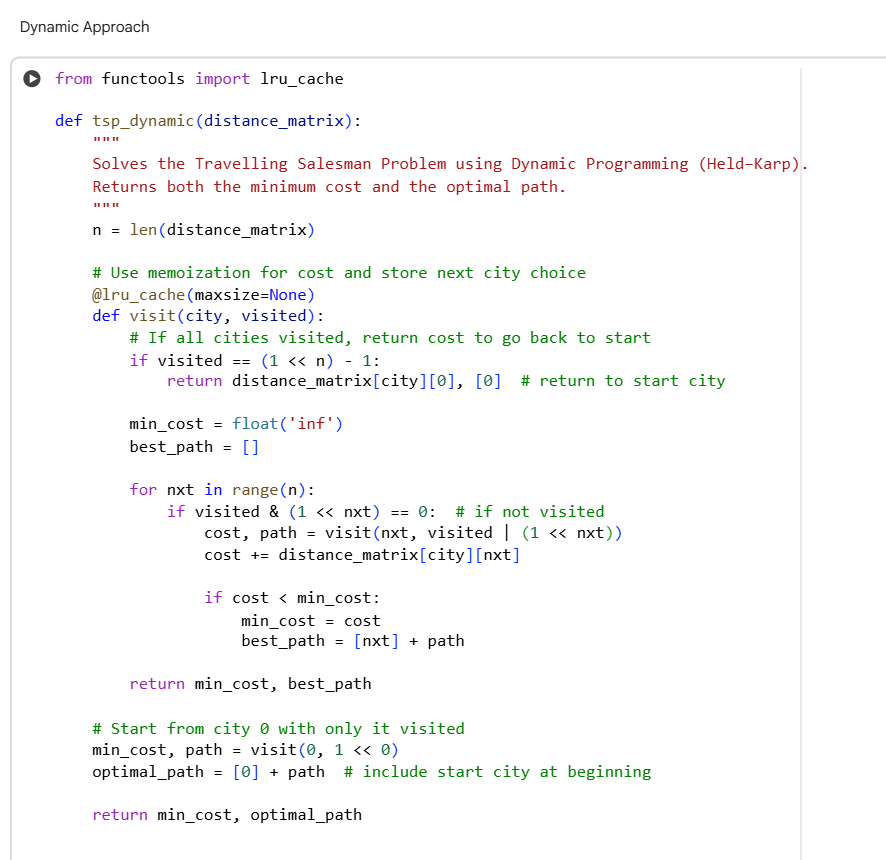 Dynamic Approach
from functools import lru_cache
def tsp_dynamic(distance_matrix):
    """
    Solves the Travelling Salesman Problem using Dynamic Programming (Held–Karp).
    Returns both the minimum cost and the optimal path.
    """
    n = len(distance_matrix)
    # Use memoization for cost and store next city choice
    @lru_cache(maxsize=None)
    def visit(city, visited):
        # If all cities visited, return cost to go back to start
        if visited == (1 << n) - 1:
            return distance_matrix[city][0], [0]  # return to start city
        min_cost = float('inf')
        best_path = []
        for nxt in range(n):
            if visited & (1 << nxt) == 0:  # if not visited
                cost, path = visit(nxt, visited | (1 << nxt))
                cost += distance_matrix[city][nxt]
                if cost < min_cost:
                    min_cost = cost
                    best_path = [nxt] + path
        return min_cost, best_path
    # Start from city 0 with only it visited
    min_cost, path = visit(0, 1 << 0)
    optimal_path = [0] + path  # include start city at beginning
    return min_cost, optimal_path